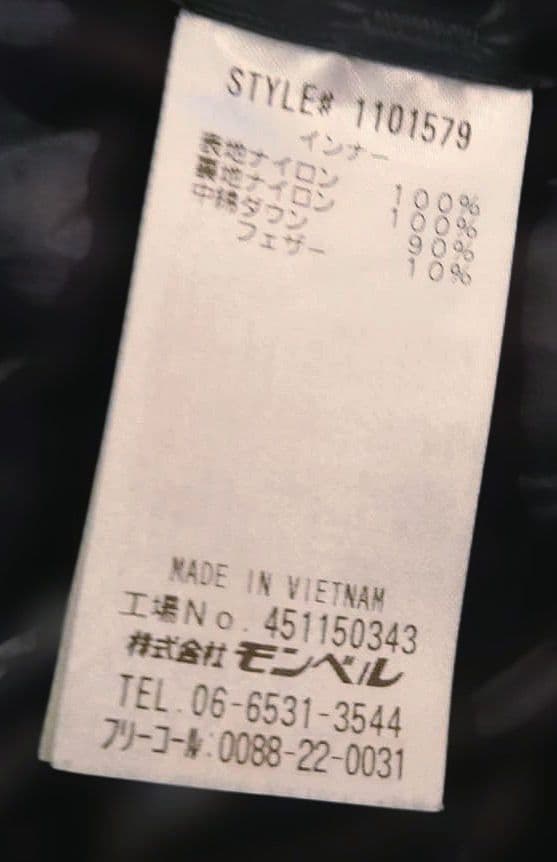 STYLE# 1101579
インナー
表地ナイロン 100%
裏地ナイロン 100%
中綿ダウン 90%
フェザー 10%
MADE IN VIETNAM
工場No. 451150343
株式会社モンベル
TEL.06-6531-3544
フリーコール:0088-22-0031